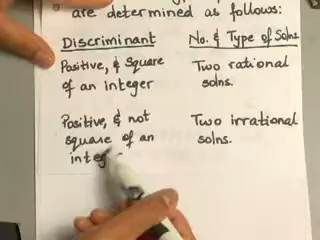 are determined as follows:
Discriminant No. & Type of Solns.
Positive, & Square Two rational
of an integer solns.
Positive, & not Two irrational
square of an solns.
integ